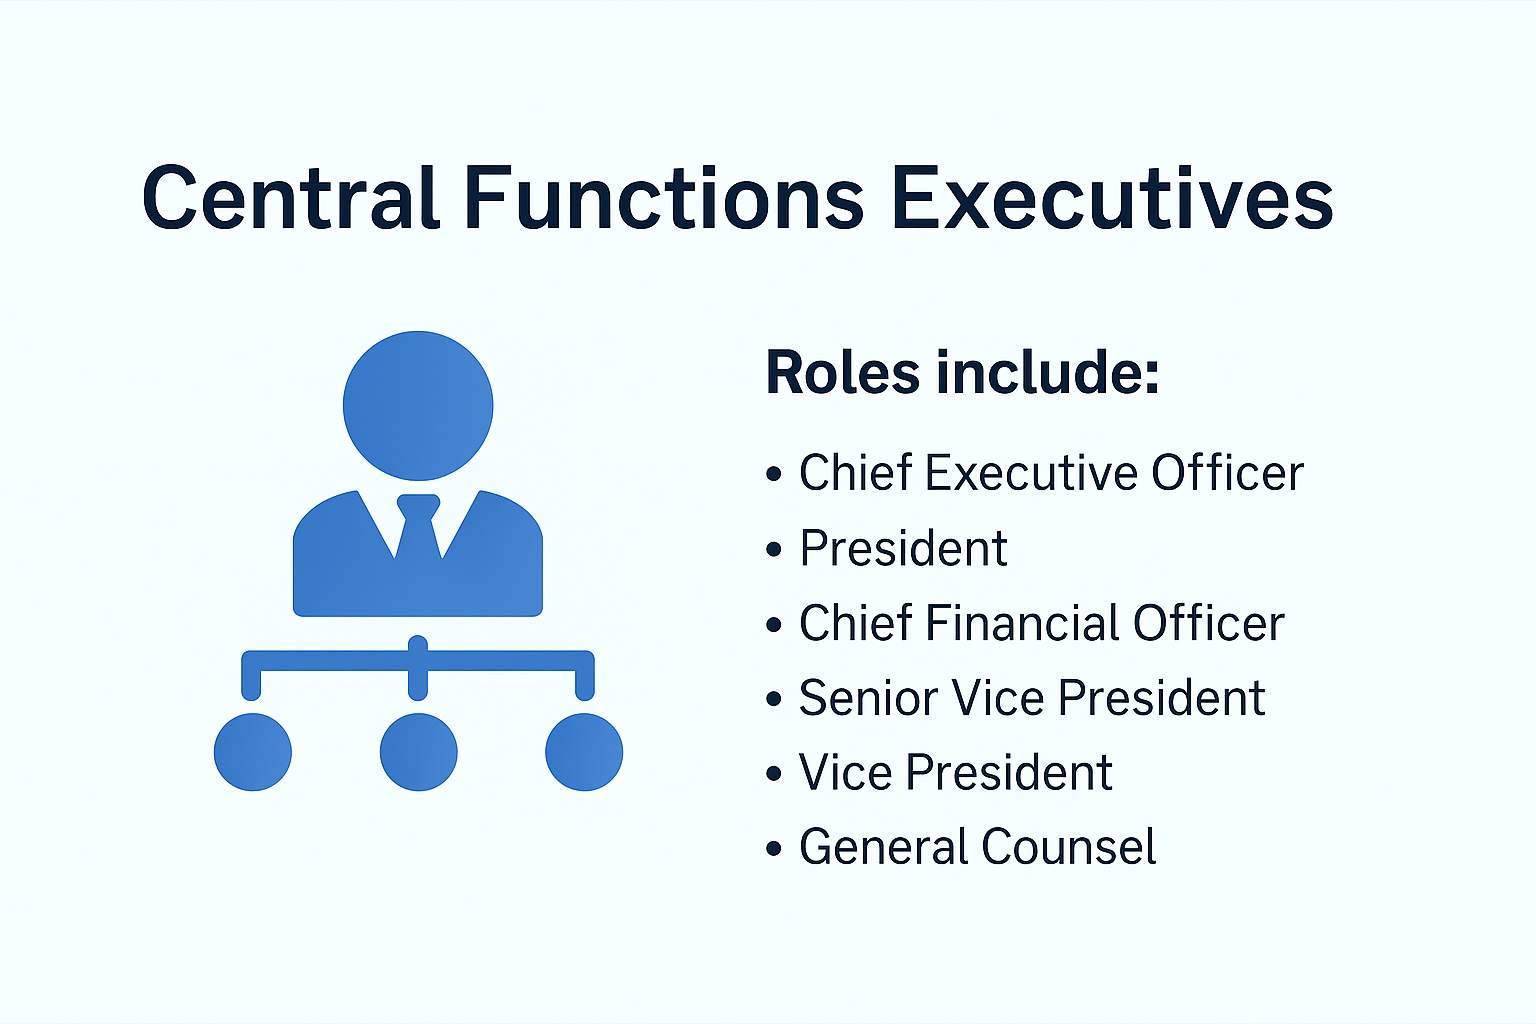 Central Functions Executives
Roles include:
• Chief Executive Officer
• President
• Chief Financial Officer
• Senior Vice President
• Vice President
• General Counsel